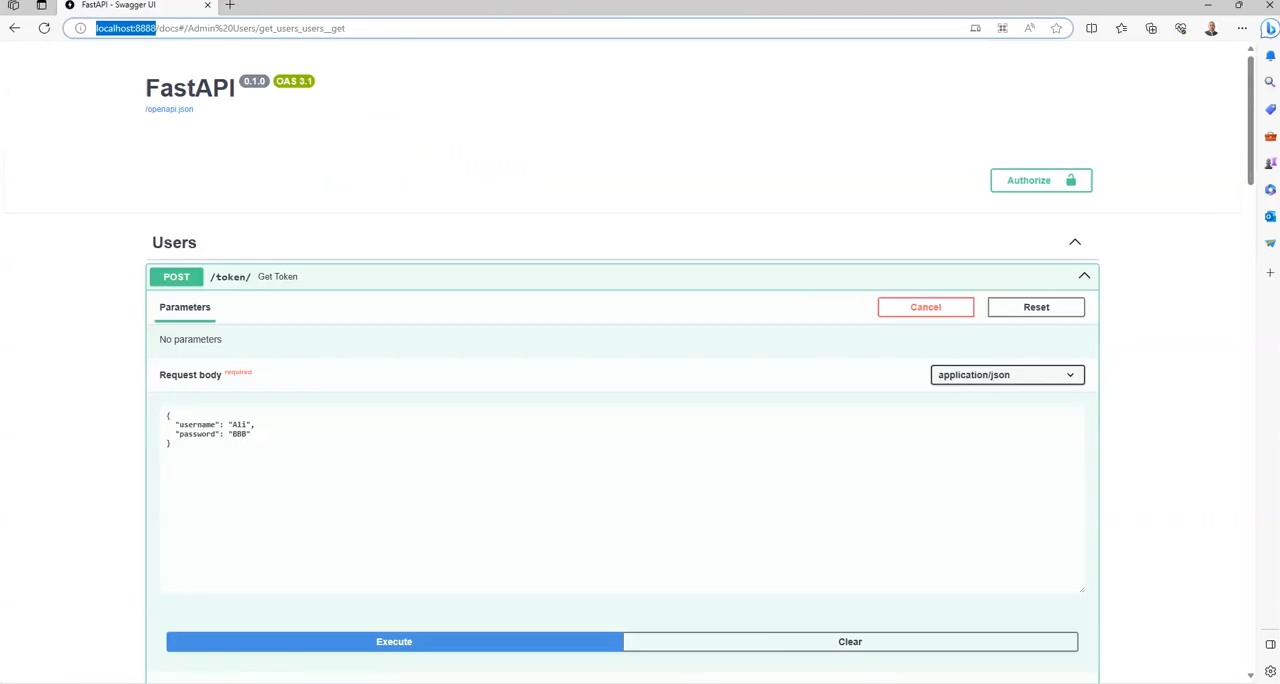 FastAPI - Swagger UI
localhost:8888/docs#/Admin%20Users/get_users_users__get
FastAPI 0.1.0 OAS 3.1
/openapi.json
Authorize
Users
POST /token/ Get Token
Parameters
Cancel
Reset
No parameters
Request body required
application/json
{
"username": "Ali",
"password": "BBB"
}
Execute
Clear